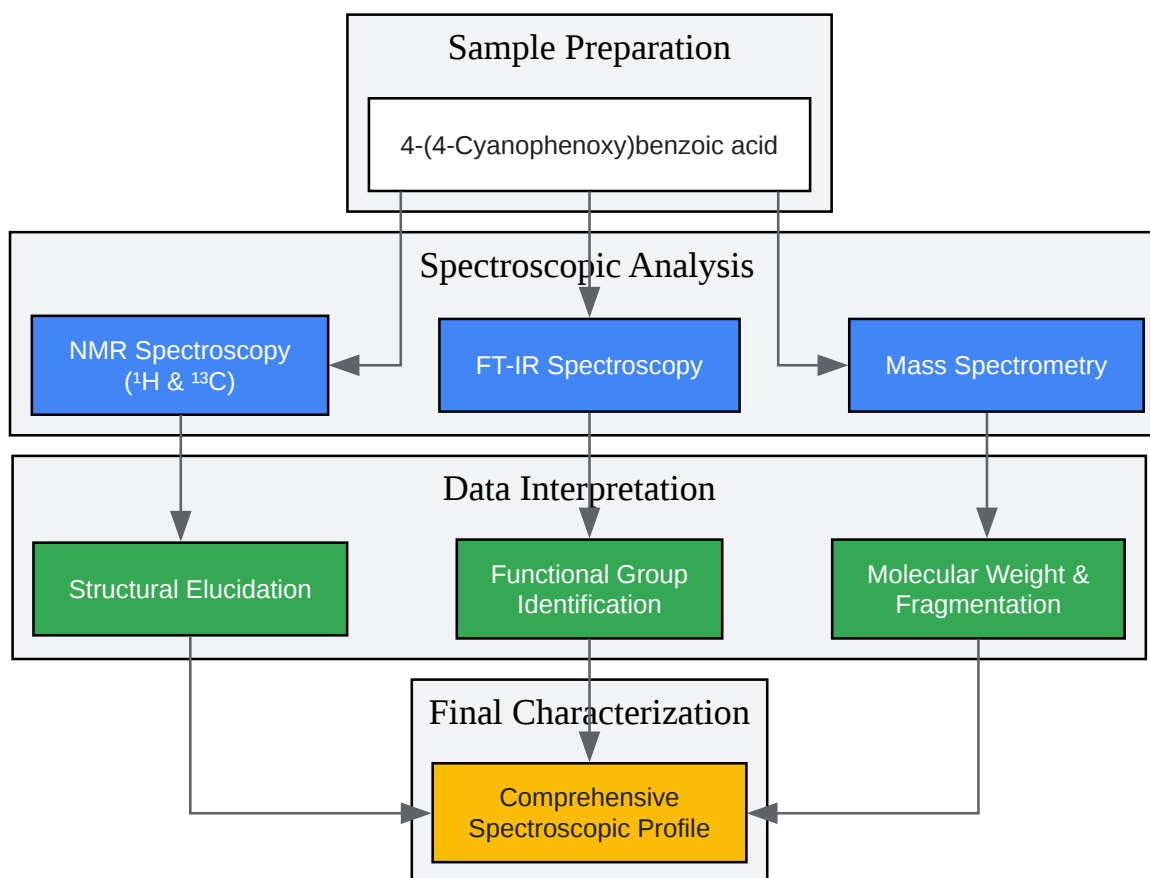 Sample Preparation
4-(4-Cyanophenoxy)benzoic acid
Spectroscopic Analysis
NMR Spectroscopy
(¹H & ¹³C)
FT-IR Spectroscopy
Mass Spectrometry
Data Interpretation
Structural Elucidation
Functional Group
Identification
Molecular Weight &
Fragmentation
Final Characterization
Comprehensive
Spectroscopic Profile